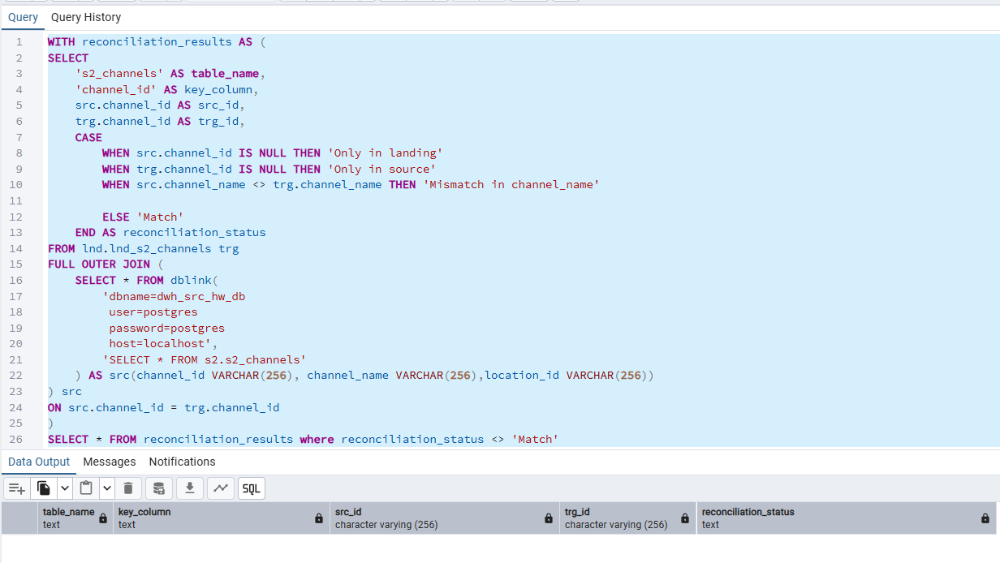 Query Query History
1 WITH reconciliation_results AS (
2 SELECT
3     's2_channels' AS table_name,
4     'channel_id' AS key_column,
5     src.channel_id AS src_id,
6     trg.channel_id AS trg_id,
7     CASE
8         WHEN src.channel_id IS NULL THEN 'Only in landing'
9         WHEN trg.channel_id IS NULL THEN 'Only in source'
10         WHEN src.channel_name <> trg.channel_name THEN 'Mismatch in channel_name'
11
12         ELSE 'Match'
13     END AS reconciliation_status
14 FROM lnd.lnd_s2_channels trg
15 FULL OUTER JOIN (
16     SELECT * FROM dblink(
17         'dbname=dwh_src_hw_db
18          user=postgres
19          password=postgres
20          host=localhost',
21         'SELECT * FROM s2.s2_channels'
22     ) AS src(channel_id VARCHAR(256), channel_name VARCHAR(256),location_id VARCHAR(256))
23 ) src
24 ON src.channel_id = trg.channel_id
25 )
26 SELECT * FROM reconciliation_results where reconciliation_status <> 'Match'
Data Output Messages Notifications
SQL
table_name key_column src_id trg_id reconciliation_status
text text character varying (256) character varying (256) text